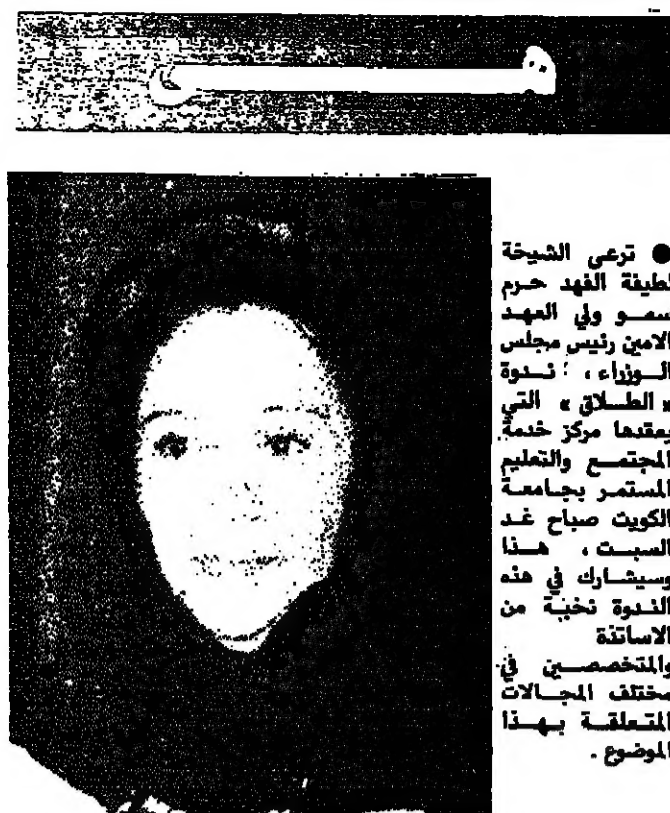 ● ترعى الشيخة
لطيفة الفهد حرم
سمو ولي العهد
الامين رئيس مجلس
الوزراء ، ندوة
« الطلاق » التي
يعقدها مركز خدمة
المجتمع والتعليم
المستمر بجامعة
الكويت صباح غد
السبت ، هذا
وسيشارك في هذه
الندوة نخبة من
الاساتذة
والمتخصصين في
مختلف المجالات
المتعلقة بهذا
الموضوع .